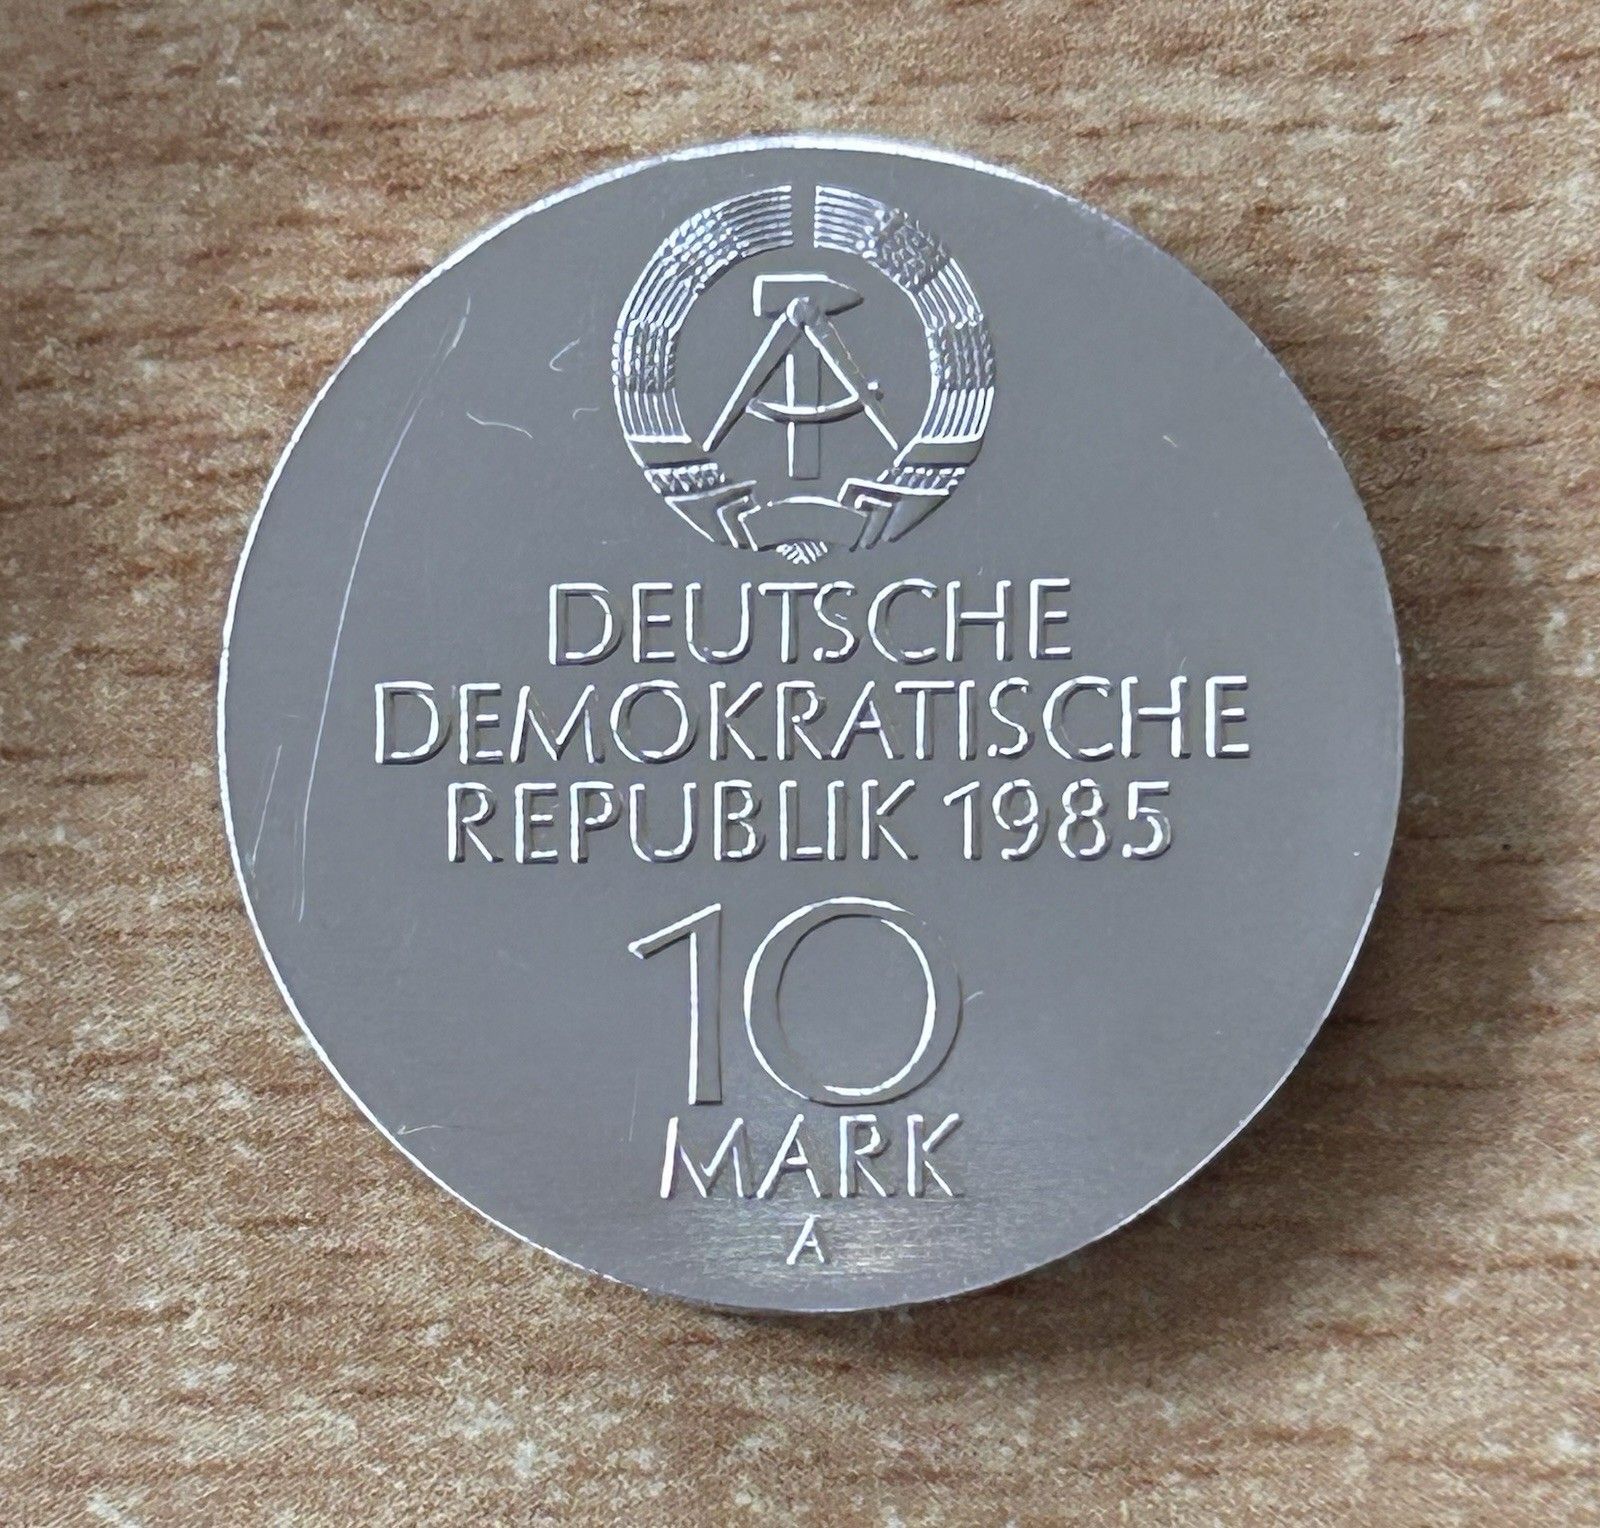 DEUTSCHE
DEMOKRATISCHE
REPUBLIK 1985
10
MARK
A